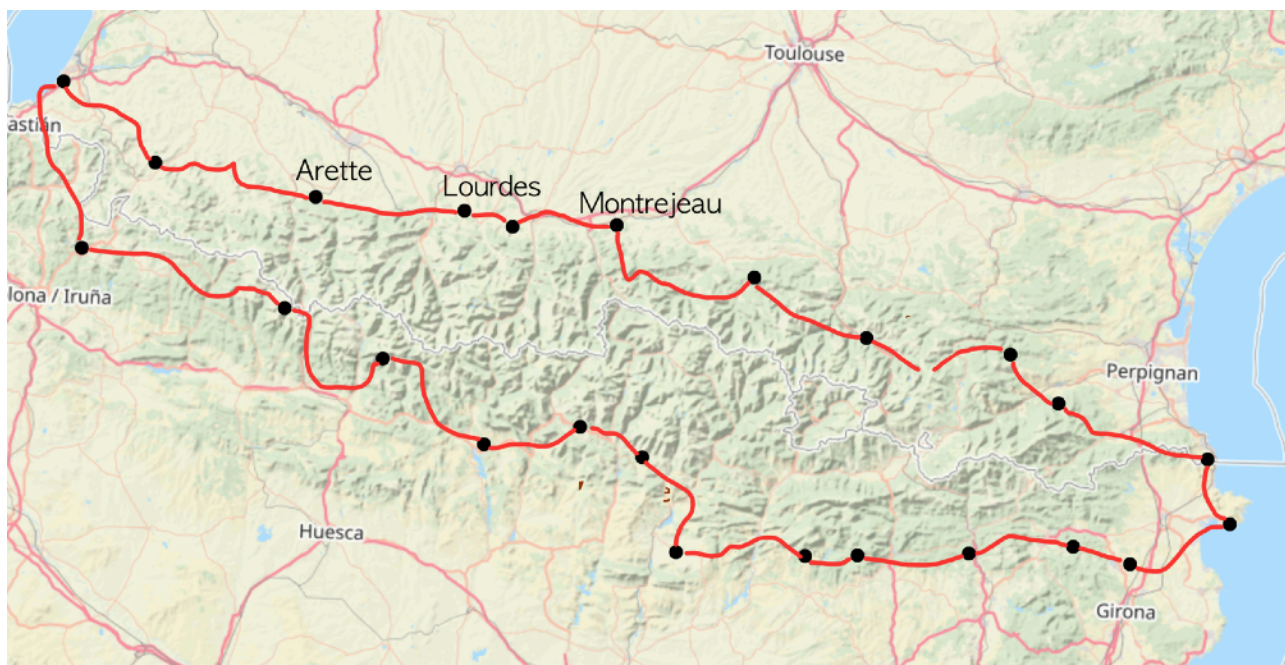 Toulouse
astián
Arette
Lourdes
Montrejeau
lona / Iruña
Perpignan
Huesca
Girona